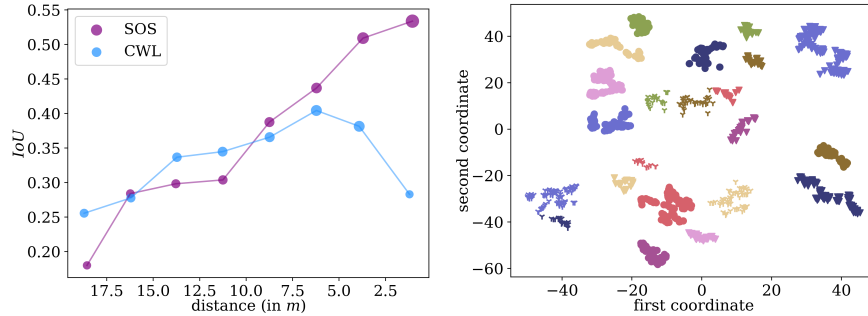 0.55
0.50
0.45
0.40
0.35
0.30
0.25
0.20
IoU
SOS
CWL
17.5 15.0 12.5 10.0 7.5 5.0 2.5
distance (in m)
40
20
0
−20
−40
−60
second coordinate
−40 −20 0 20 40
first coordinate